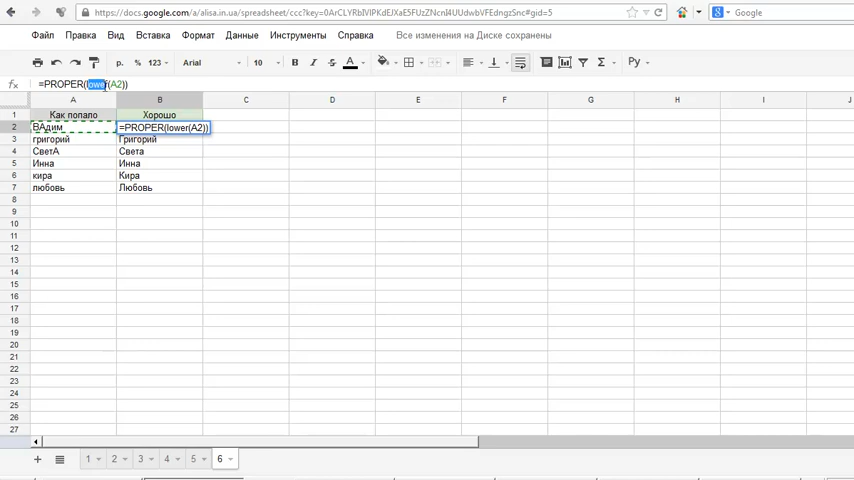 https://docs.google.com/a/alisa.in.ua/spreadsheet/ccc?key=0ArCLYRbIVlPKdEJXaE5FUzZNcnI4UUdwbVFEdngzSnc#gid=5
Google
Файл Правка Вид Вставка Формат Данные Инструменты Справка Все изменения на Диске сохранены
р. % 123 Arial 10 B I S A Σ Ру
fx =PROPER(lower(A2))
A B C D E F G H I J
1 Как попало Хорошо
2 ВАдим =PROPER(lower(A2))
3 григорий Григорий
4 СветА Света
5 Инна Инна
6 кира Кира
7 любовь Любовь
8
9
10
11
12
13
14
15
16
17
18
19
20
21
22
23
24
25
26
27
1 2 3 4 5 6